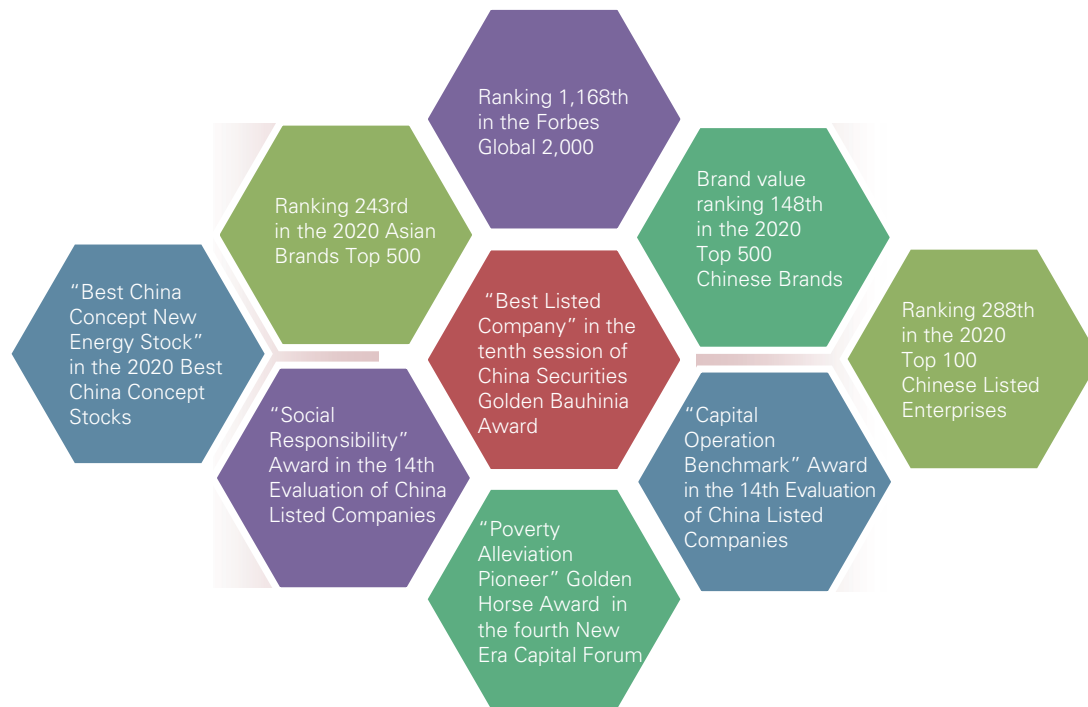 Ranking 1,168th
in the Forbes
Global 2,000
Ranking 243rd
in the 2020 Asian
Brands Top 500
Brand value
ranking 148th
in the 2020
Top 500
Chinese Brands
“Best China
Concept New
Energy Stock”
in the 2020 Best
China Concept
Stocks
“Best Listed
Company” in the
tenth session of
China Securities
Golden Bauhinia
Award
Ranking 288th
in the 2020
Top 100
Chinese Listed
Enterprises
“Social
Responsibility”
Award in the 14th
Evaluation of China
Listed Companies
“Capital
Operation
Benchmark” Award
in the 14th Evaluation
of China Listed
Companies
“Poverty
Alleviation
Pioneer” Golden
Horse Award in
the fourth New
Era Capital Forum